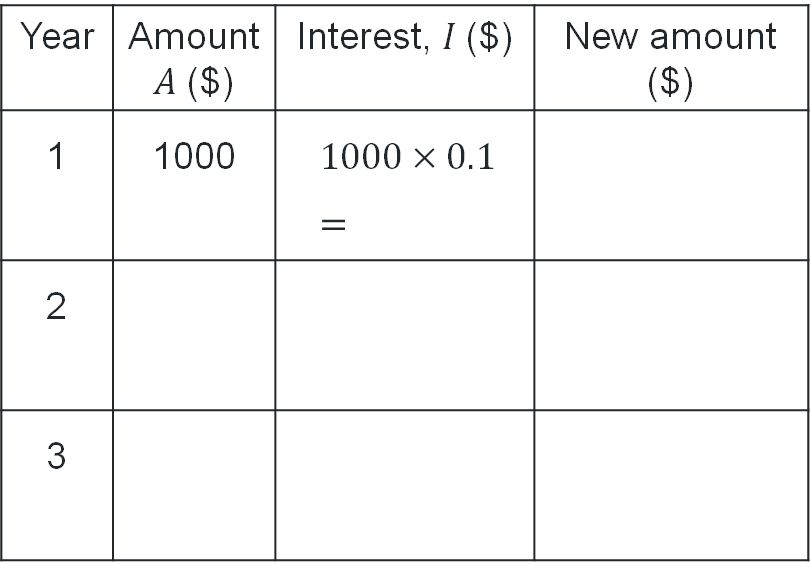 Year Amount Interest, I ($) New amount
A ($) ($)
1 1000 1000 × 0.1
=
2
3